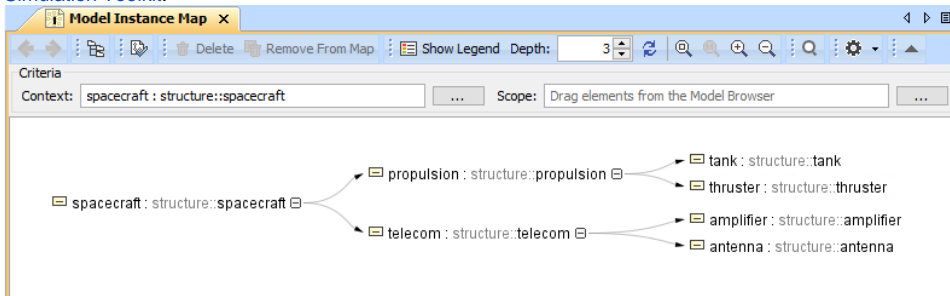 Simulation Toolkit.
Model Instance Map X
Delete Remove From Map Show Legend Depth: 3
Criteria
Context: spacecraft : structure::spacecraft ... Scope: Drag elements from the Model Browser ...
tank : structure::tank
propulsion : structure::propulsion
thruster : structure::thruster
spacecraft : structure::spacecraft
amplifier : structure::amplifier
telecom : structure::telecom
antenna : structure::antenna